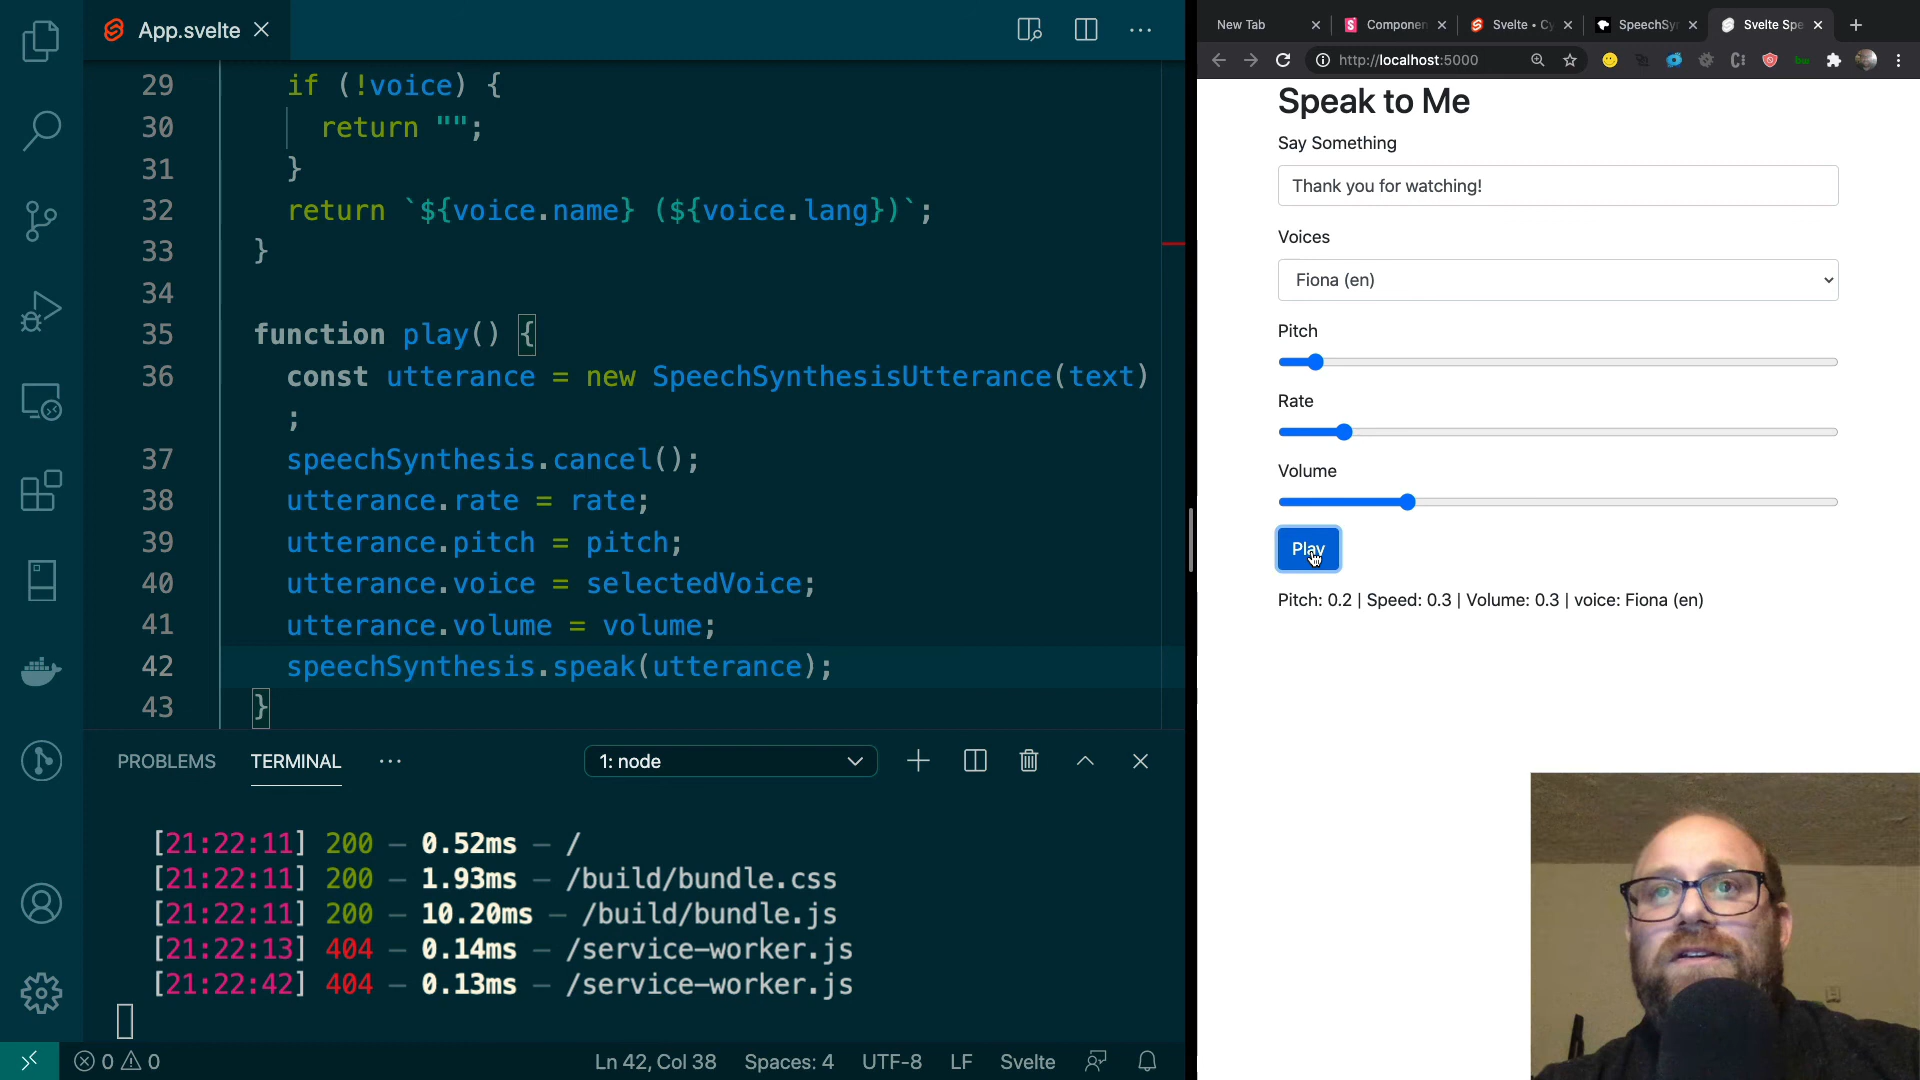 App.svelte
29 if (!voice) {
30 return "";
31 }
32 return `${voice.name} (${voice.lang})`;
33 }
34
35 function play() {
36 const utterance = new SpeechSynthesisUtterance(text)
;
37 speechSynthesis.cancel();
38 utterance.rate = rate;
39 utterance.pitch = pitch;
40 utterance.voice = selectedVoice;
41 utterance.volume = volume;
42 speechSynthesis.speak(utterance);
43 }
PROBLEMS TERMINAL ··· 1: node
[21:22:11] 200 — 0.52ms — /
[21:22:11] 200 — 1.93ms — /build/bundle.css
[21:22:11] 200 — 10.20ms — /build/bundle.js
[21:22:13] 404 — 0.14ms — /service-worker.js
[21:22:42] 404 — 0.13ms — /service-worker.js
0 0 Ln 42, Col 38 Spaces: 4 UTF-8 LF Svelte
New Tab Componen Svelte • Cy SpeechSy Svelte Spe
http://localhost:5000
Speak to Me
Say Something
Thank you for watching!
Voices
Fiona (en)
Pitch
Rate
Volume
Play
Pitch: 0.2 | Speed: 0.3 | Volume: 0.3 | voice: Fiona (en)